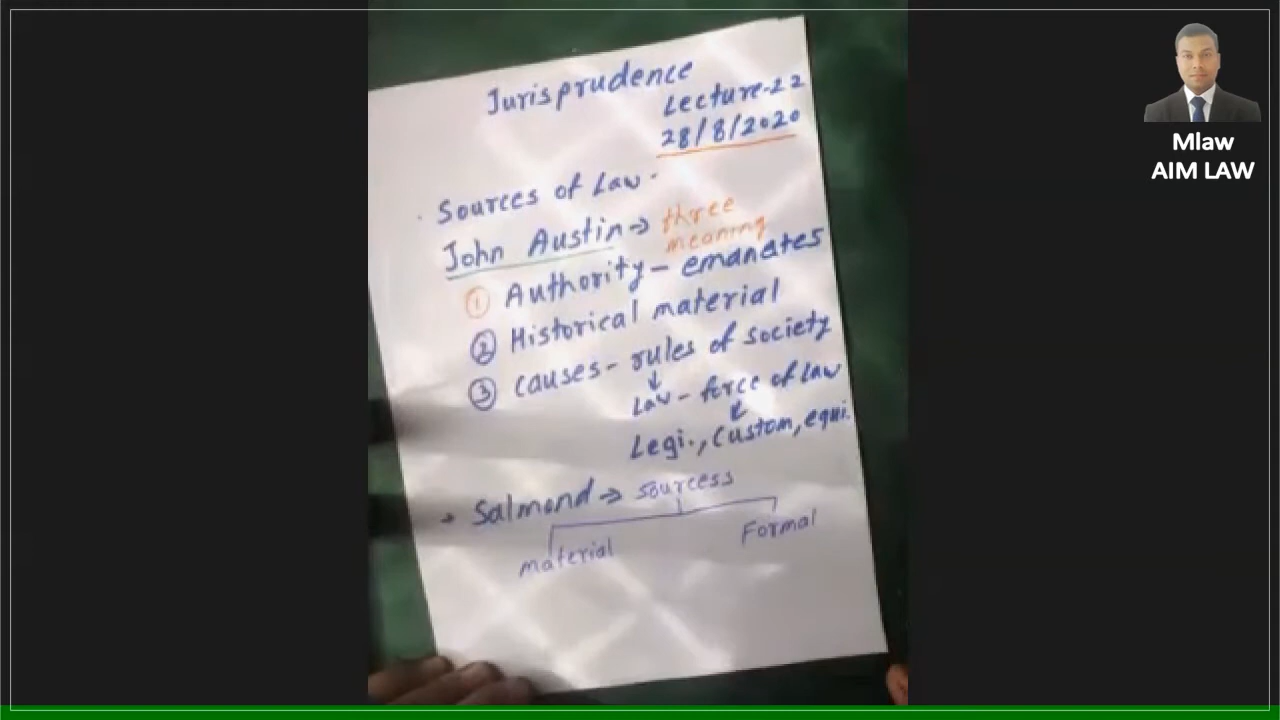 Jurisprudence
Lecture-22
28/8/2020
Sources of Law.
John Austin → three meaning
① Authority - emanates
② Historical material
③ Causes - rules of society
↓
Law - force of Law
↓
Legi., Custom, equi.
→ Salmond → sourcess
material Formal
Mlaw
AIM LAW